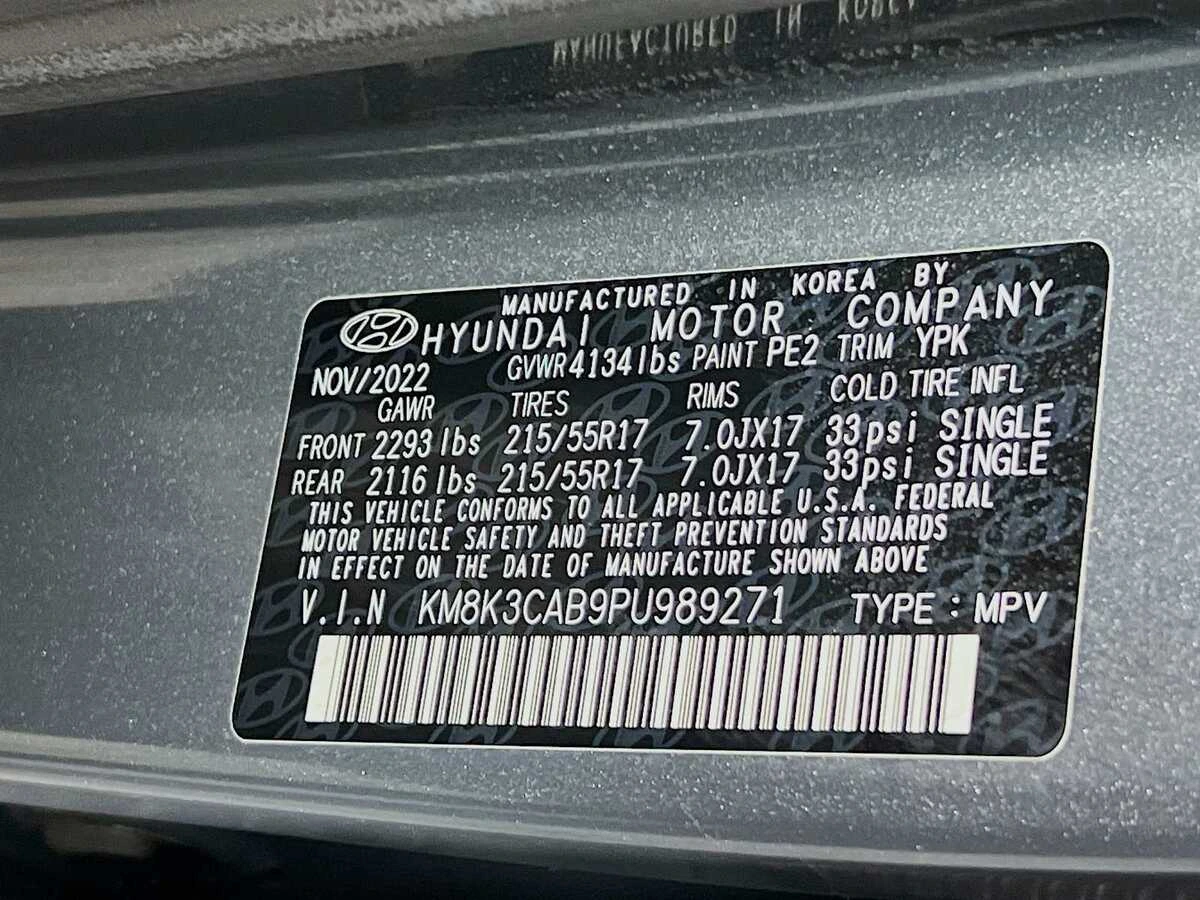 MANUFACTURED IN KOREA
MANUFACTURED IN KOREA BY
HYUNDAI MOTOR COMPANY
NOV/2022 GVWR 4134 lbs PAINT PE2 TRIM YPK
GAWR TIRES RIMS COLD TIRE INFL
FRONT 2293 lbs 215/55R17 7.0JX17 33psi SINGLE
REAR 2116 lbs 215/55R17 7.0JX17 33psi SINGLE
THIS VEHICLE CONFORMS TO ALL APPLICABLE U.S.A. FEDERAL
MOTOR VEHICLE SAFETY AND THEFT PREVENTION STANDARDS
IN EFFECT ON THE DATE OF MANUFACTURE SHOWN ABOVE
V.I.N KM8K3CAB9PU989271 TYPE : MPV